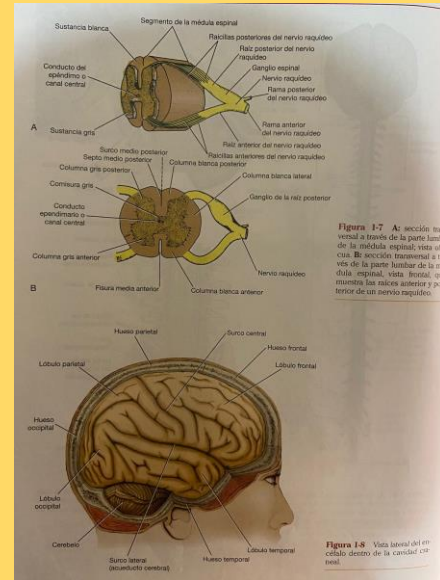 Segmento de la médula espinal
Sustancia blanca
Raicillas posteriores del nervio raquídeo
Raíz posterior del nervio
raquídeo
Ganglio espinal
Nervio raquídeo
Rama posterior
del nervio raquídeo
Conducto del
epéndimo o
canal central
A
Sustancia gris
Rama anterior
del nervio raquídeo
Raíz anterior del nervio raquídeo
Raicillas anteriores del nervio raquídeo
Surco medio posterior
Septo medio posterior
Columna blanca posterior
Columna gris posterior
Columna blanca lateral
Comisura gris
Ganglio de la raíz posterior
Conducto
ependimario o
canal central
Columna gris anterior
Nervio raquídeo
B
Fisura media anterior
Columna blanca anterior
Figura 1-7 A: sección
versal a través de la parte
de la médula espinal; vista
cua. B: sección transversal a
vés de la parte lumbar de la
dula espinal, vista frontal,
muestra las raíces anterior y
terior de un nervio raquídeo.
Hueso parietal
Surco central
Hueso frontal
Lóbulo parietal
Lóbulo frontal
Hueso
occipital
Lóbulo
occipital
Cerebelo
Surco lateral
(acueducto cerebral)
Hueso temporal
Lóbulo temporal
Figura 1-8 Vista lateral del en-
céfalo dentro de la cavidad cra-
neal.